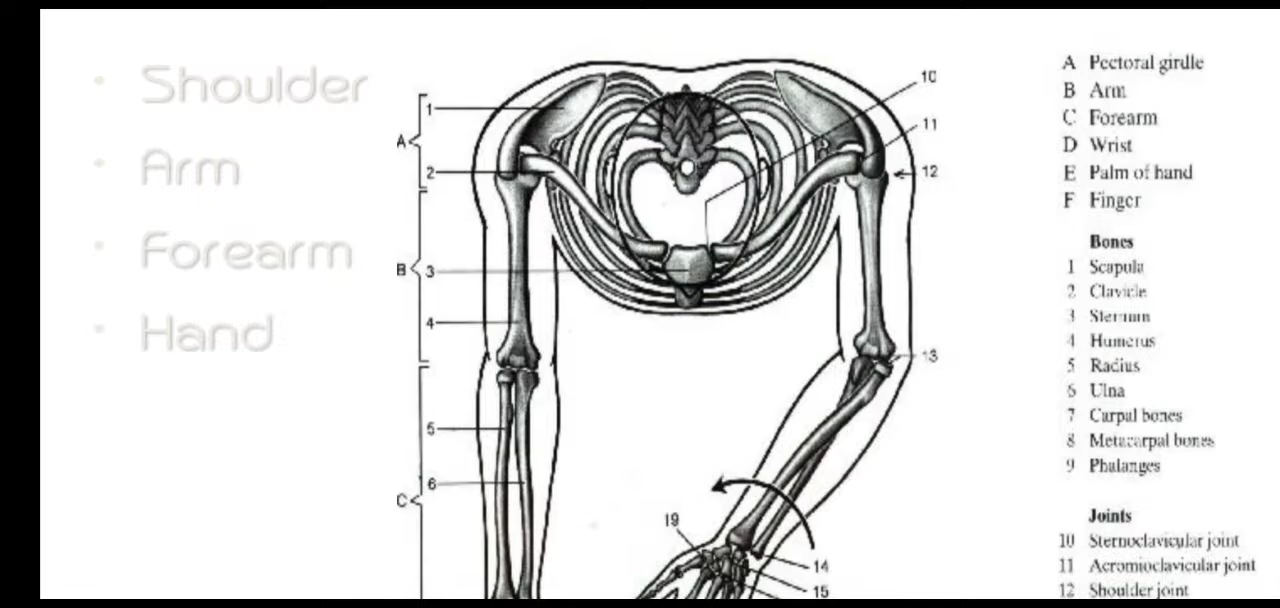 Shoulder
Arm
Forearm
Hand
1
A
2
B
3
4
5
6
C
10
11
12
13
19
14
15
A Pectoral girdle
B Arm
C Forearm
D Wrist
E Palm of hand
F Finger
Bones
1 Scapula
2 Clavicle
3 Sternum
4 Humerus
5 Radius
6 Ulna
7 Carpal bones
8 Metacarpal bones
9 Phalanges
Joints
10 Sternoclavicular joint
11 Acromioclavicular joint
12 Shoulder joint